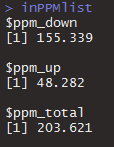 > inPPMlist
$ppm_down
[1] 155.339
$ppm_up
[1] 48.282
$ppm_total
[1] 203.621